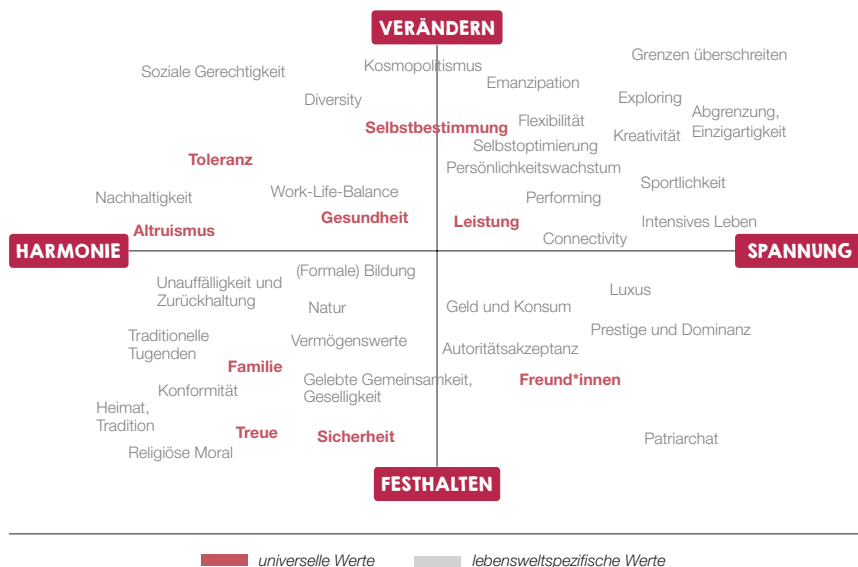 VERÄNDERN
Grenzen überschreiten
Kosmopolitismus
Soziale Gerechtigkeit
Emanzipation
Diversity
Exploring
Abgrenzung,
Einzigartigkeit
Flexibilität
Selbstbestimmung
Kreativität
Selbstoptimierung
Toleranz
Persönlichkeitswachstum
Sportlichkeit
Work-Life-Balance
Nachhaltigkeit
Performing
Gesundheit
Leistung
Intensives Leben
Altruismus
Connectivity
HARMONIE
SPANNUNG
(Formale) Bildung
Unauffälligkeit und
Zurückhaltung
Luxus
Natur
Geld und Konsum
Prestige und Dominanz
Traditionelle
Tugenden
Vermögenswerte
Autoritätsakzeptanz
Familie
Gelebte Gemeinsamkeit,
Geselligkeit
Freund*innen
Konformität
Heimat,
Tradition
Treue
Sicherheit
Patriarchat
Religiöse Moral
FESTHALTEN
universelle Werte
lebensweltspezifische Werte